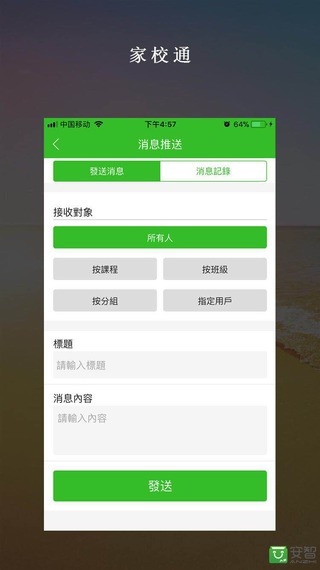 家校通
中国移动 下午4:57 64%
消息推送
發送消息 消息記錄
接收對象
所有人
按課程 按班級
按分組 指定用戶
標題
請輸入標題
消息內容
請輸入內容
發送
安智